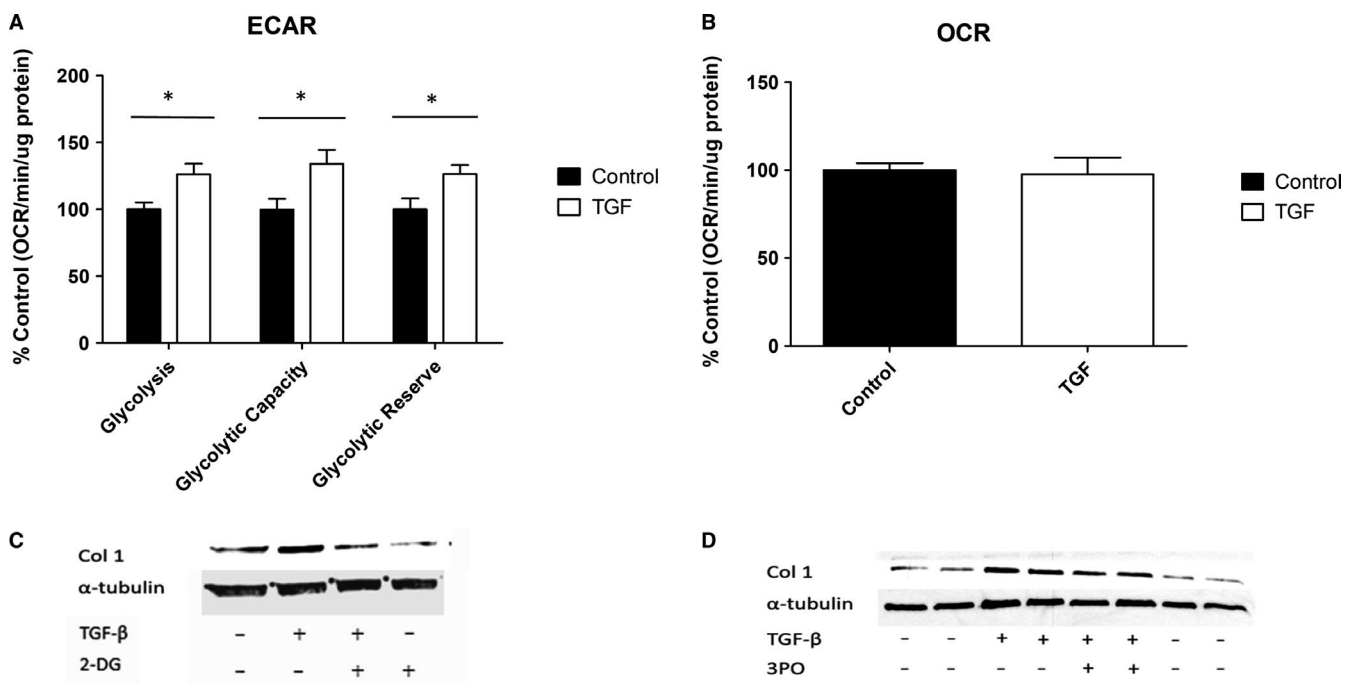 A
ECAR
% Control (OCR/min/ug protein)
200
150
100
50
0
*
*
*
Glycolysis
Glycolytic Capacity
Glycolytic Reserve
Control
TGF
B
OCR
% Control (OCR/min/ug protein)
150
100
50
0
Control
TGF
Control
TGF
C
Col 1
α-tubulin
TGF-β - + + -
2-DG - - + +
D
Col 1
α-tubulin
TGF-β - - + + + + - -
3PO - - - - + + - -